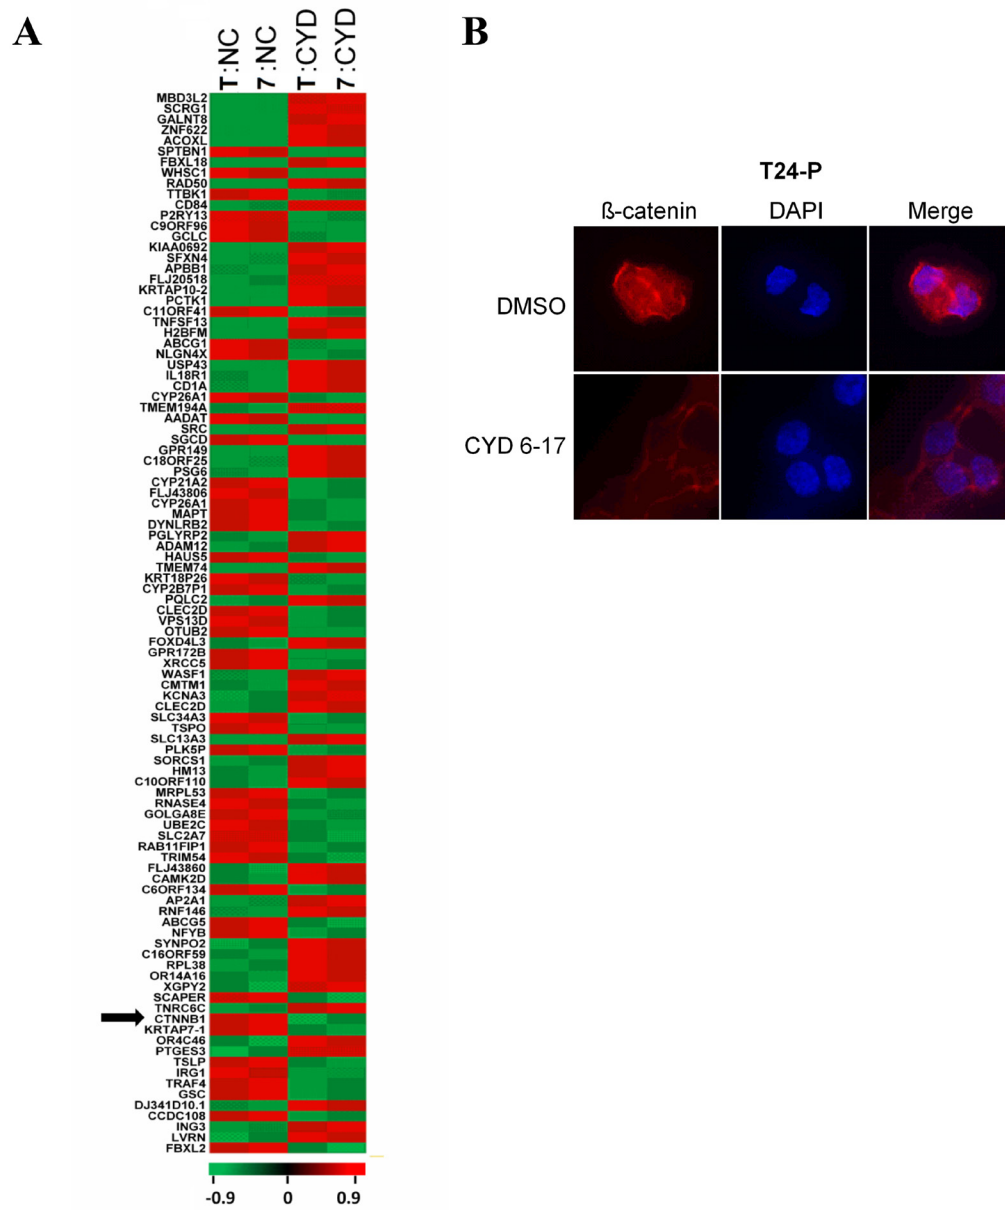 A
B
T:NC
7:NC
T:CYD
7:CYD
MBD3L2
SCRG1
GALNT8
ZNF622
ACOXL
SPTBN1
FBXL18
WHSC1
RAD50
TTBK1
CD84
P2RY13
C9ORF96
GCLC
KIAA0692
SFXN4
APBB1
FLJ20518
KRTAP10-2
PCTK1
C11ORF41
TNFSF13
H2BFM
ABCG1
NLGN4X
USP43
IL18R1
CD1A
CYP26A1
TMEM194A
AADAT
SRC
SGCD
GPR149
C18ORF25
PSG6
CYP21A2
FLJ43806
CYP26A1
MAPT
DYNLRB2
PGLYRP2
ADAM12
HAUS5
TMEM74
KRT18P26
CYP2B7P1
PQLC2
CLEC2D
VPS13D
OTUB2
FOXD4L3
GPR172B
XRCC5
WASF1
CMTM1
KCNA3
CLEC2D
SLC34A3
TSPO
SLC13A3
PLK5P
SORCS1
HM13
C10ORF110
MRPL53
RNASE4
GOLGA8E
UBE2C
SLC2A7
RAB11FIP1
TRIM54
FLJ43860
CAMK2D
C6ORF134
AP2A1
RNF146
ABCG5
NFYB
SYNPO2
C16ORF59
RPL38
OR14A16
XGPY2
SCAPER
TNRC6C
CTNNB1
KRTAP7-1
OR4C46
PTGES3
TSLP
IRG1
TRAF4
GSC
DJ341D10.1
CCDC108
ING3
LVRN
FBXL2
-0.9 0 0.9
T24-P
ß-catenin DAPI Merge
DMSO
CYD 6-17